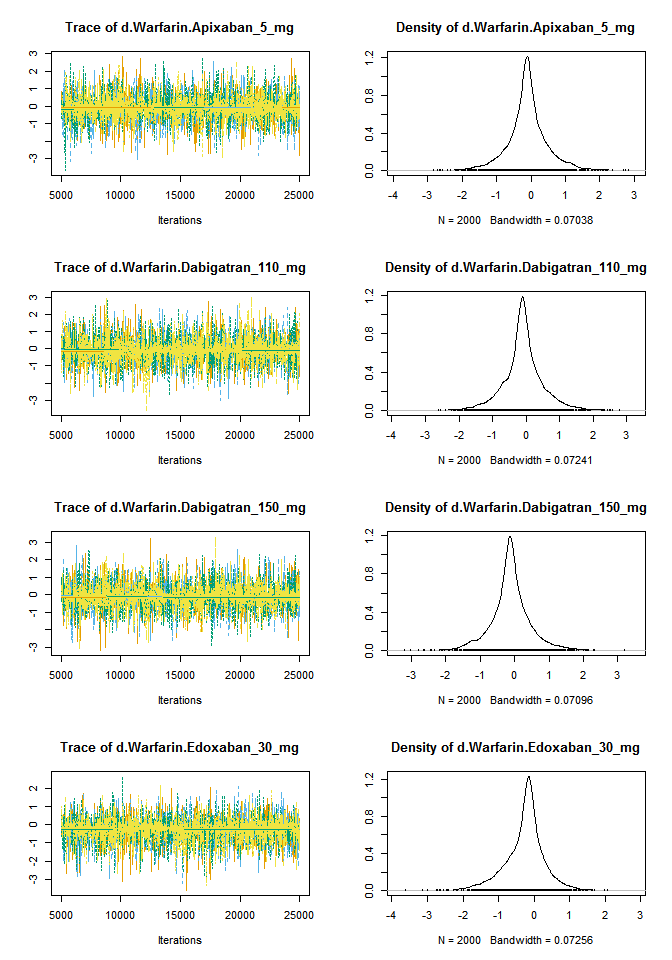 Trace of d.Warfarin.Apixaban_5_mg
3
2
1
0
-1
-3
5000 10000 15000 20000 25000
Iterations
Density of d.Warfarin.Apixaban_5_mg
1.2
0.8
0.4
0.0
-4 -3 -2 -1 0 1 2 3
N = 2000 Bandwidth = 0.07038
Trace of d.Warfarin.Dabigatran_110_mg
3
2
1
0
-1
-3
5000 10000 15000 20000 25000
Iterations
Density of d.Warfarin.Dabigatran_110_mg
1.2
0.8
0.4
0.0
-4 -3 -2 -1 0 1 2 3
N = 2000 Bandwidth = 0.07241
Trace of d.Warfarin.Dabigatran_150_mg
3
2
1
0
-1
-3
5000 10000 15000 20000 25000
Iterations
Density of d.Warfarin.Dabigatran_150_mg
1.2
0.8
0.4
0.0
-3 -2 -1 0 1 2 3
N = 2000 Bandwidth = 0.07096
Trace of d.Warfarin.Edoxaban_30_mg
2
1
0
-1
-2
-3
5000 10000 15000 20000 25000
Iterations
Density of d.Warfarin.Edoxaban_30_mg
1.2
0.8
0.4
0.0
-4 -3 -2 -1 0 1 2 3
N = 2000 Bandwidth = 0.07256